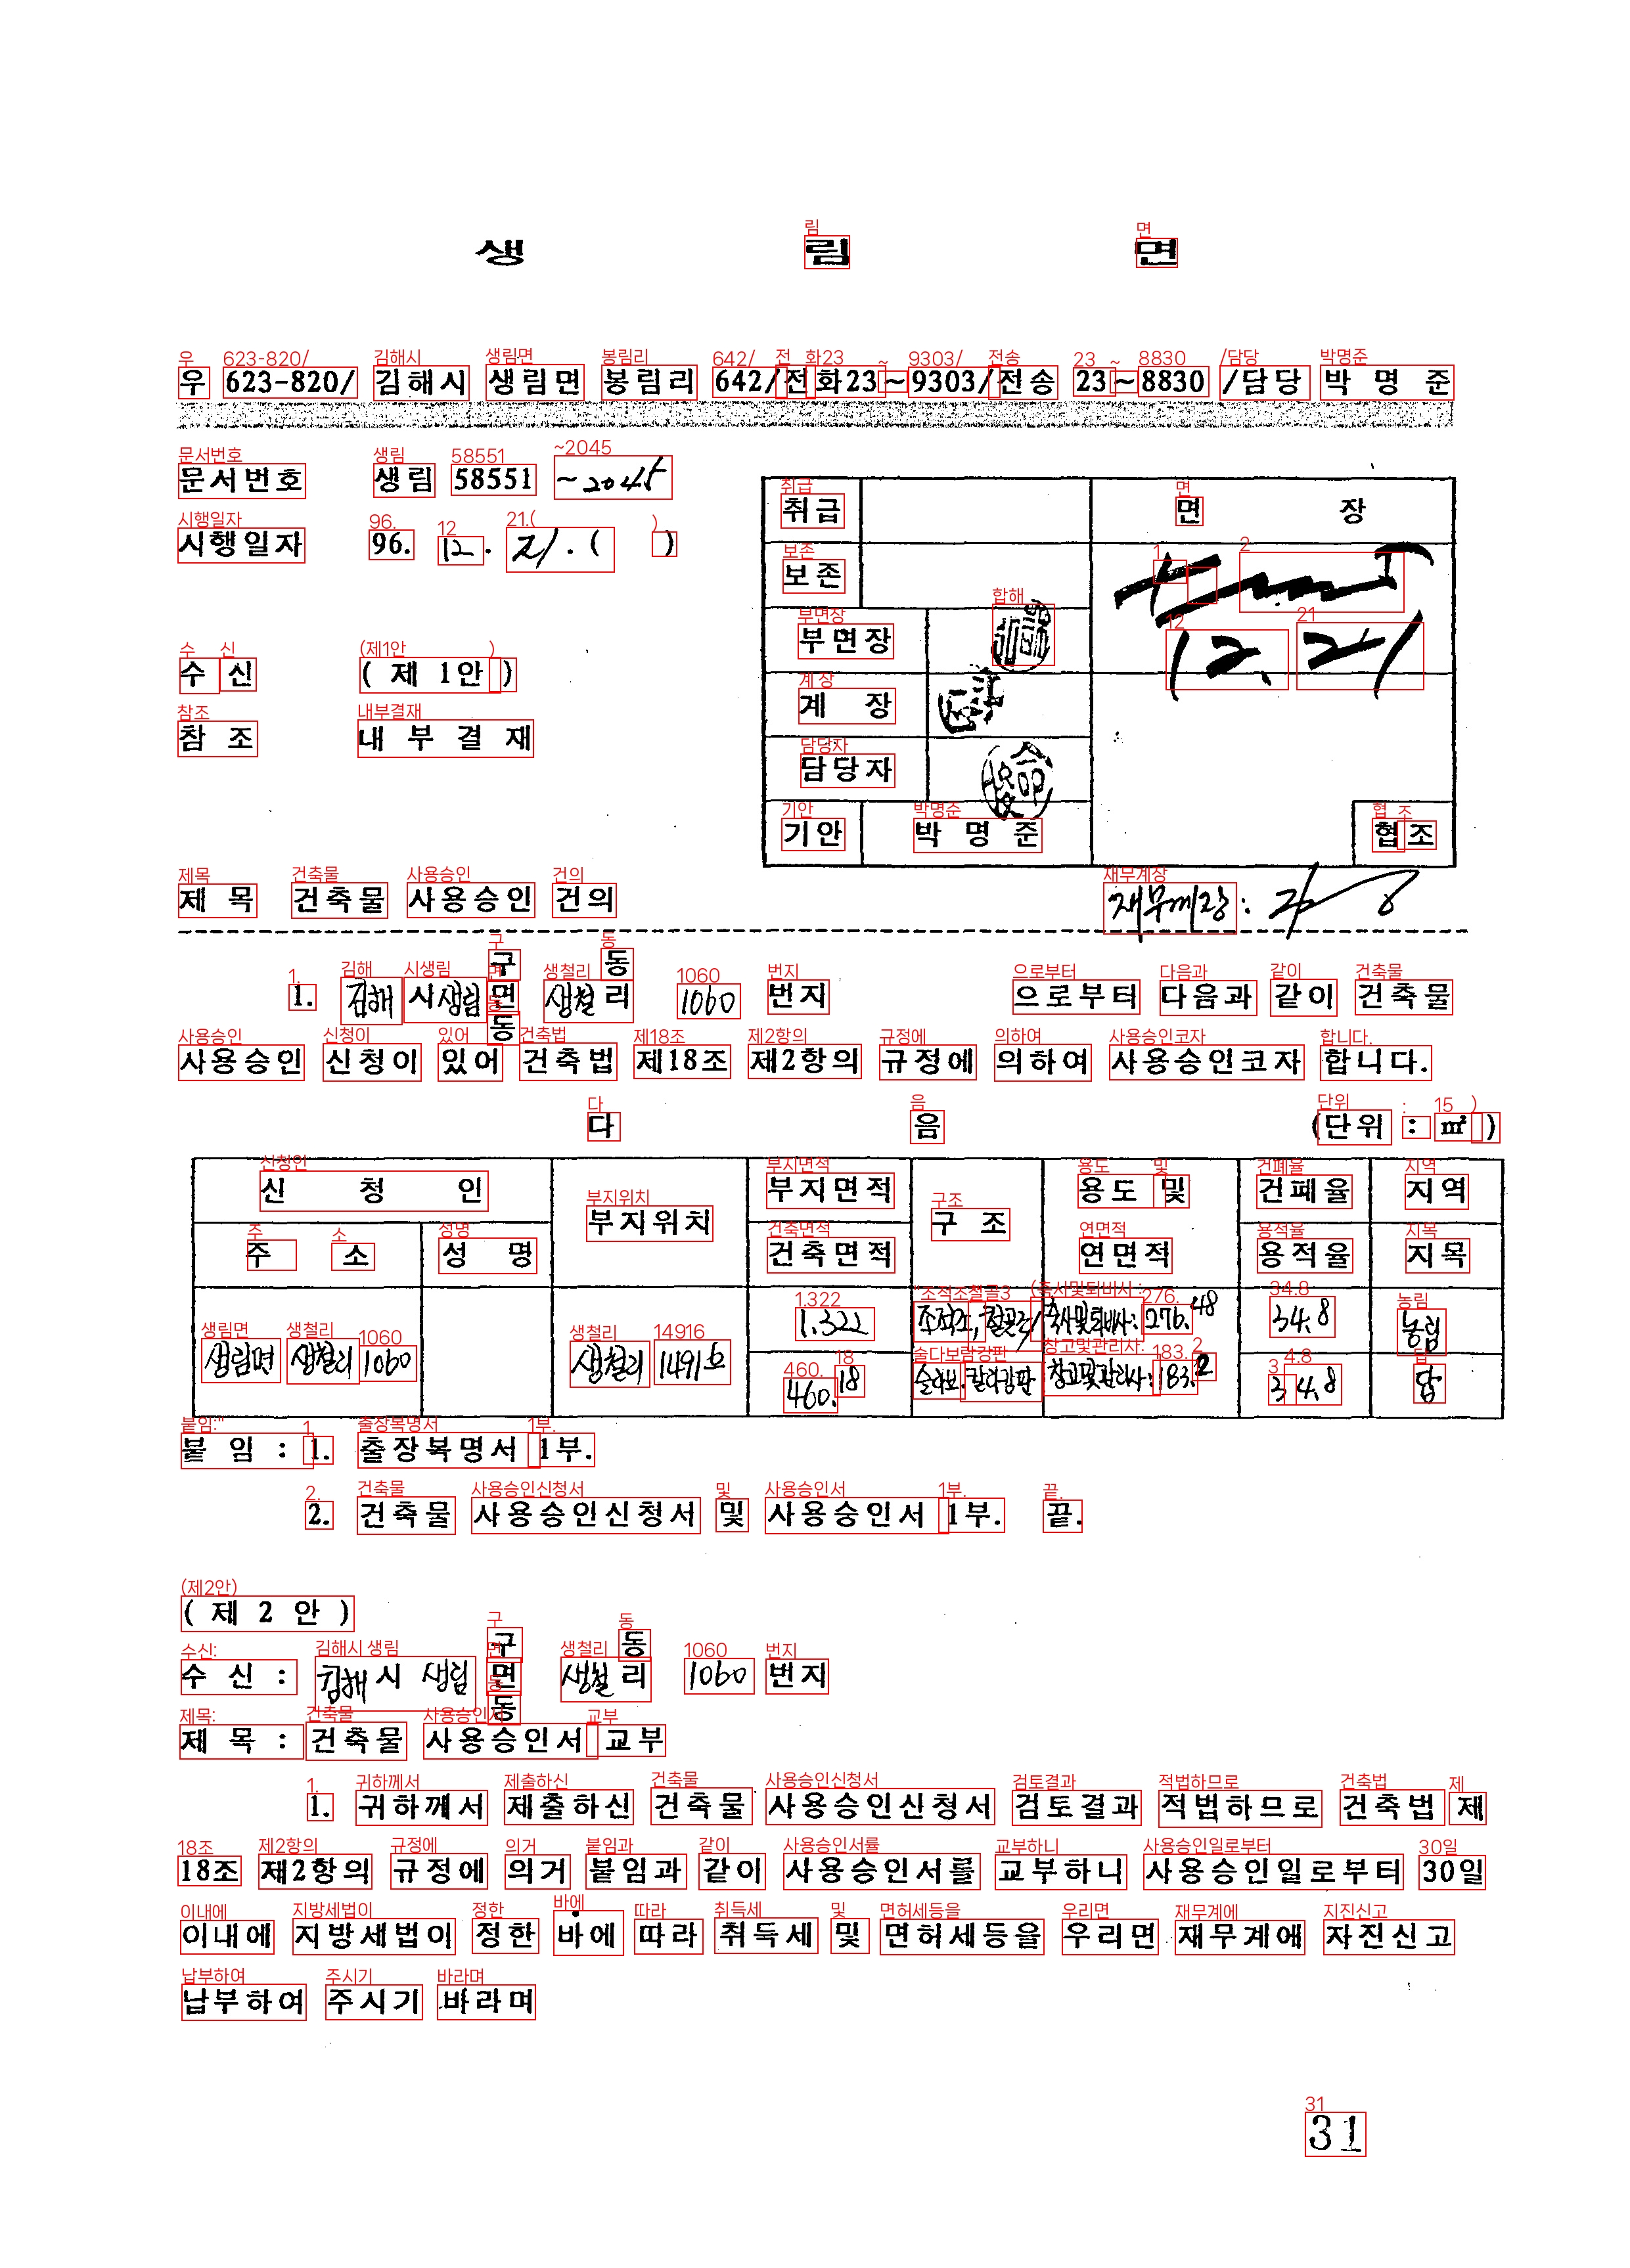 생 림 면
우 623-820/ 김해시 생림면 봉림리 642/ 전화23~9303/ 전송 23~8830 /담당 박명준
문서번호 생림 58551 ~2045
시행일자 96. 12. 21. ( )
수 신 (제 1안)
참 조 내 부 결 재
취급 면 장
보존
부면장
계 장
담당자
기안 박 명 준 협조
12. 21
제 목 건축물 사용승인 건의
재무계장 :
구 동
1. 김해 시 생림 면 생철 리 1060 번지 으로부터 다음과 같이 건축물
동
사용승인 신청이 있어 건축법 제18조 제2항의 규정에 의하여 사용승인코자 합니다.
다 음 (단위 : ㎡)
신 청 인 부지위치 부지면적 구 조 용도 및 건폐율 지역
주 소 성 명 건축면적 연면적 용적율 지목
생림면 생철리 1060 생철리 1.322 조적조, 철골조/ 축사및퇴비사: 276.48 34.8 농림
460.18 슬라브. 칼라강판 창고및관리사: 183. 34.8 답
붙 임 : 1. 출장복명서 1부.
2. 건축물 사용승인신청서 및 사용승인서 1부. 끝.
( 제 2 안 )
구 동
수 신 : 김해 시 생림 면 생철 리 1060 번지
동
제 목 : 건축물 사용승인서 교부
1. 귀하께서 제출하신 건축물 사용승인신청서 검토결과 적법하므로 건축법 제
18조 제2항의 규정에 의거 붙임과 같이 사용승인서를 교부하니 사용승인일로부터 30일
이내에 지방세법이 정한 바에 따라 취득세 및 면허세등을 우리면 재무계에 자진신고
납부하여 주시기 바라며
31